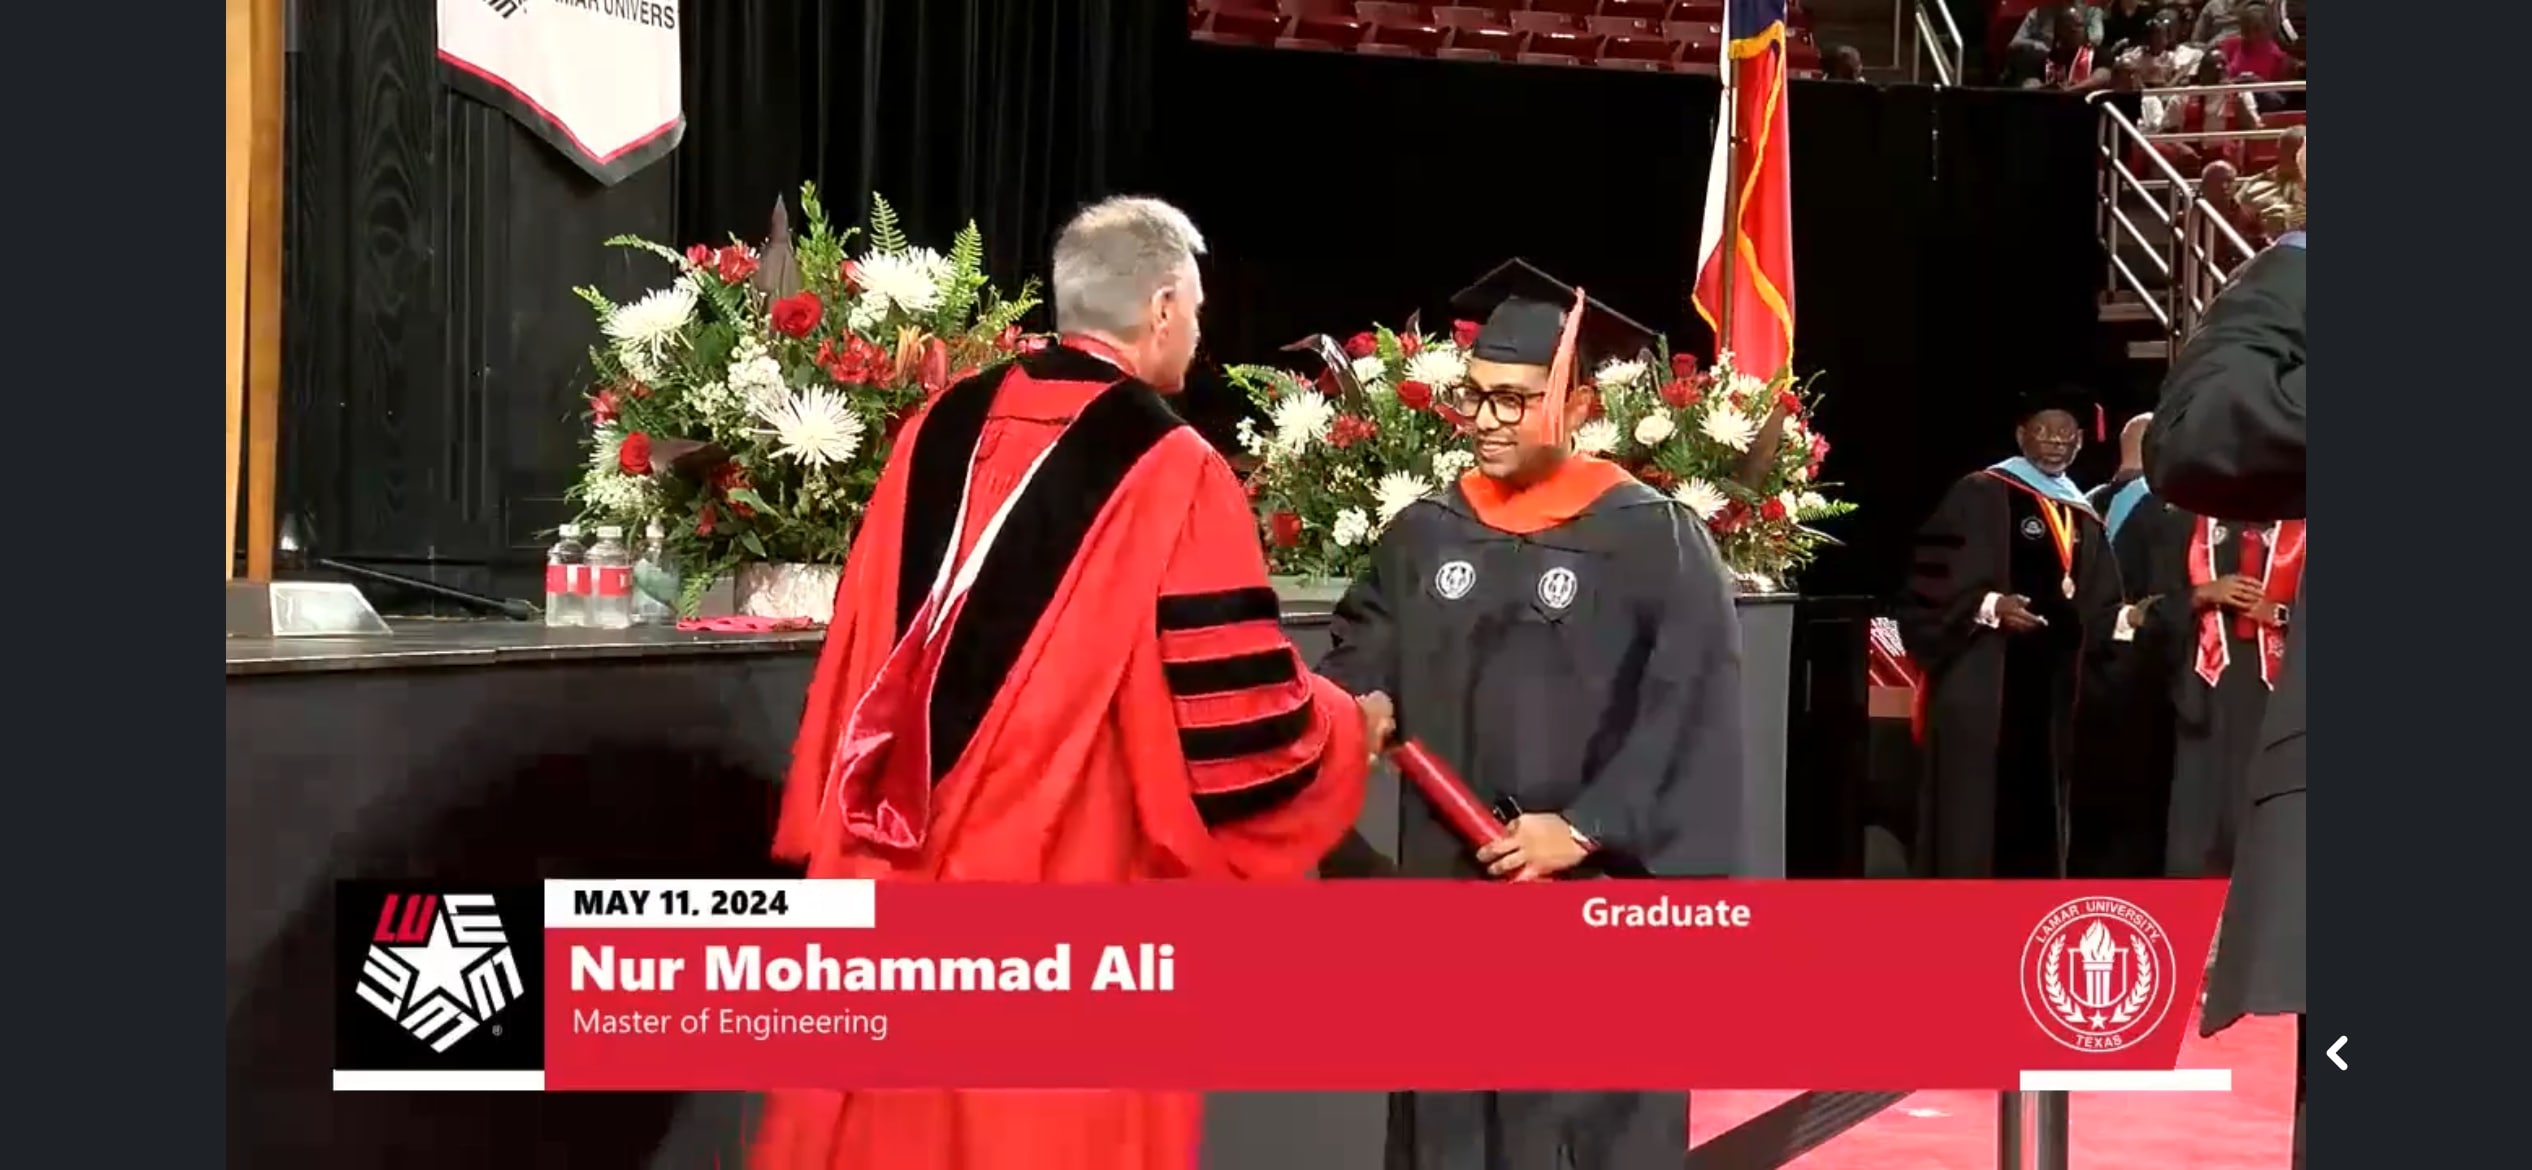 MAY 11, 2024
Graduate
Nur Mohammad Ali
Master of Engineering
LU
LAMAR UNIVERSITY
TEXAS